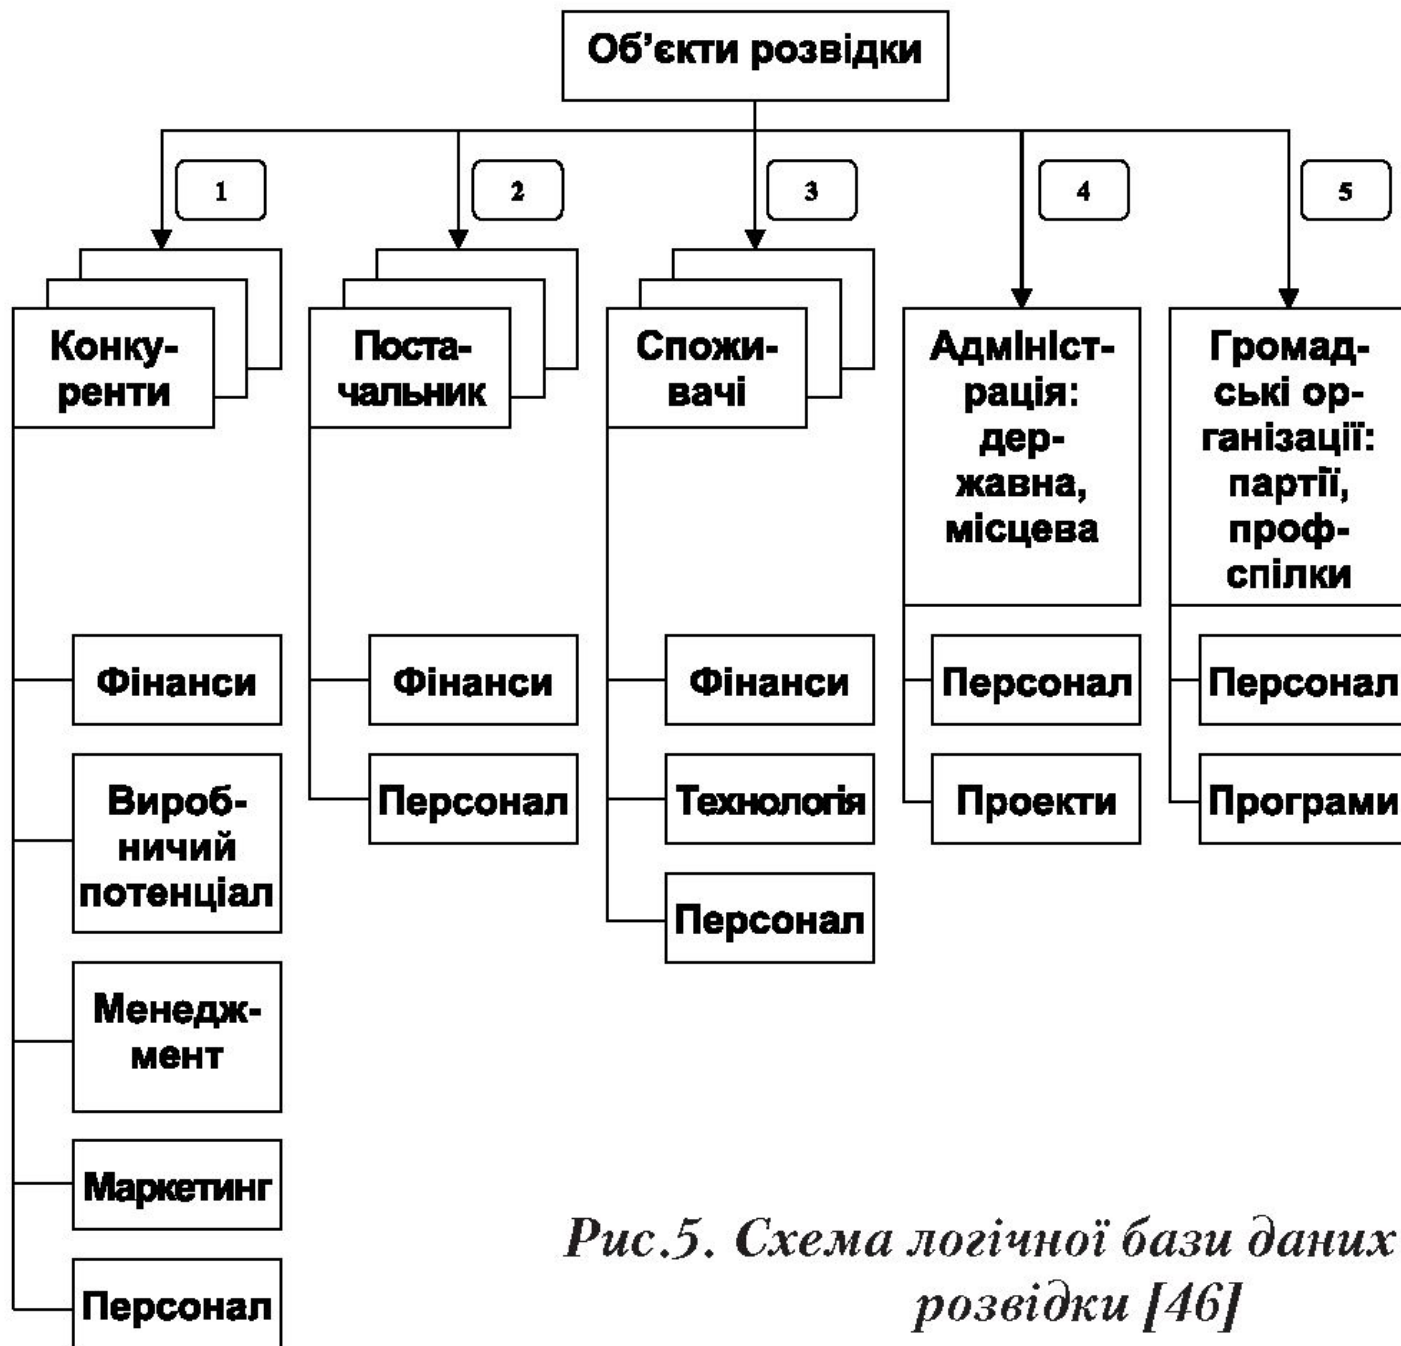 Об’єкти розвідки
1
2
3
4
5
Конку-
ренти
Поста-
чальник
Спожи-
вачі
Адмініст-
рація:
дер-
жавна,
місцева
Громад-
ські ор-
ганізації:
партії,
проф-
спілки
Фінанси
Вироб-
ничий
потенціал
Менедж-
мент
Маркетинг
Персонал
Фінанси
Персонал
Фінанси
Технологія
Персонал
Персонал
Проекти
Персонал
Програми
Рис.5. Схема логічної бази даних
розвідки [46]